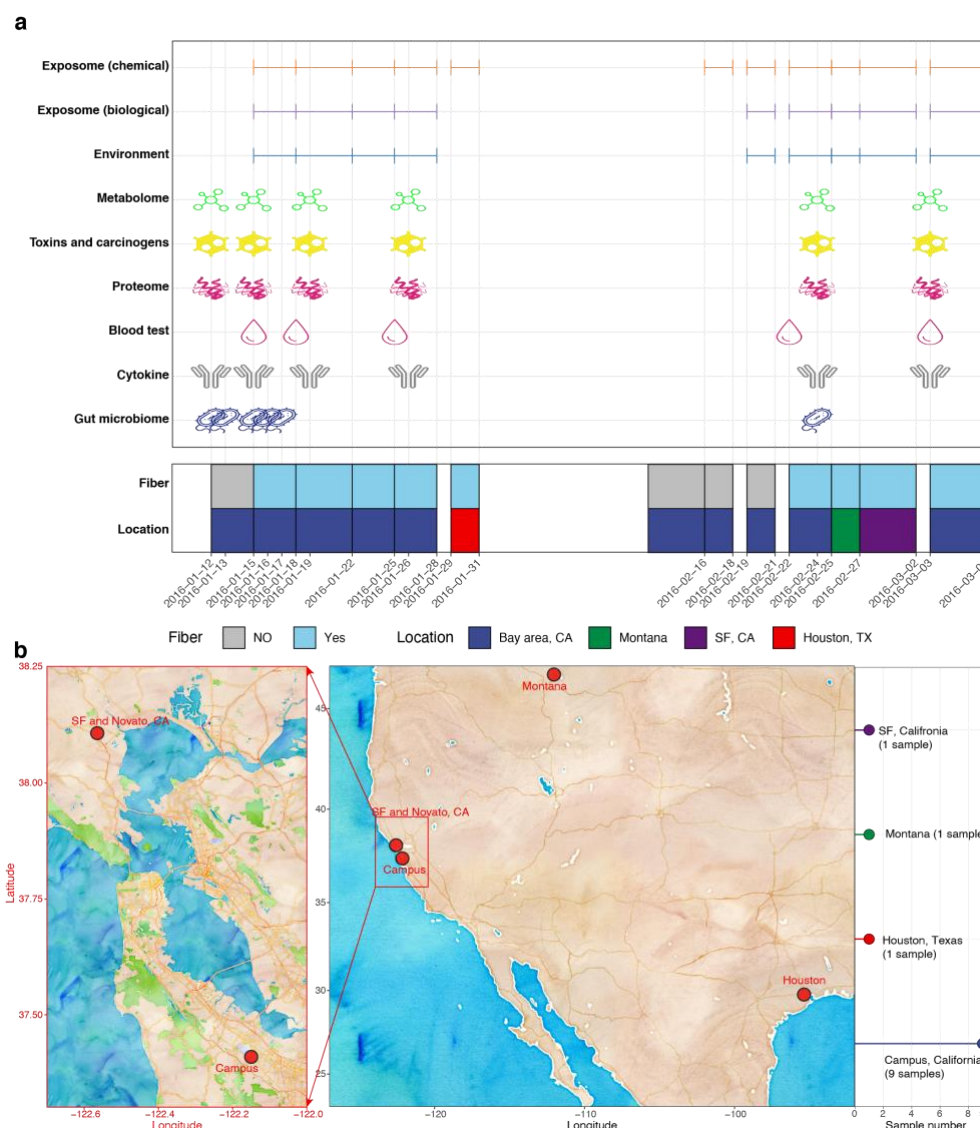 a
Exposome (chemical)
Exposome (biological)
Environment
Metabolome
Toxins and carcinogens
Proteome
Blood test
Cytokine
Gut microbiome
Fiber
Location
2016−01−12
2016−01−13
2016−01−15
2016−01−16
2016−01−17
2016−01−18
2016−01−19
2016−01−22
2016−01−25
2016−01−26
2016−01−28
2016−01−29
2016−01−31
2016−02−16
2016−02−18
2016−02−19
2016−02−21
2016−02−22
2016−02−24
2016−02−25
2016−02−27
2016−03−02
2016−03−03
Fiber NO Yes Location Bay area, CA Montana SF, CA Houston, TX
b
38.25
38.00
37.75
37.50
Latitude
SF and Novato, CA
Campus
−122.6 −122.4 −122.2 −122.0
Longitude
45
40
35
30
25
Montana
SF and Novato, CA
Campus
Houston
−120 −110 −100
Longitude
SF, Califronia
(1 sample)
Montana (1 sample
Houston, Texas
(1 sample)
Campus, California
(9 samples)
0 2 4 6 8
Sample number